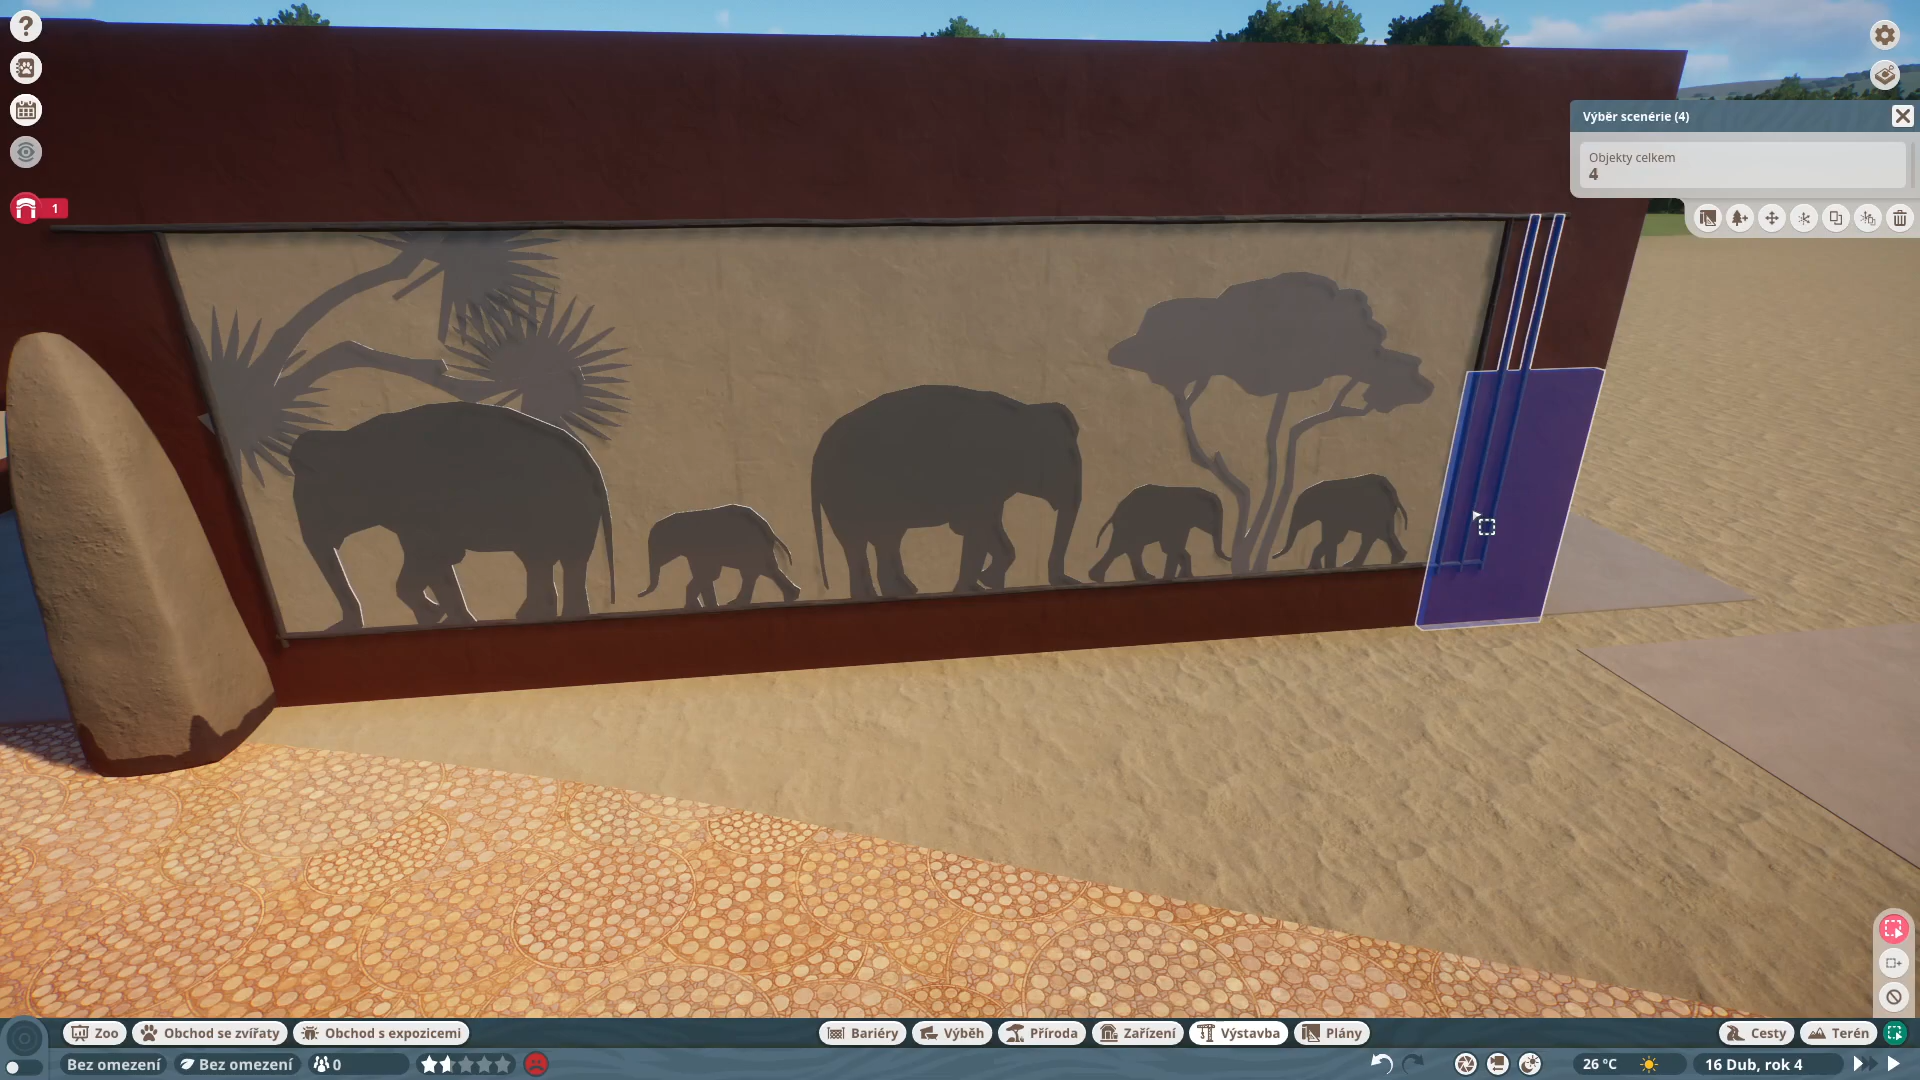 ?
Výběr scenérie (4)
Objekty celkem
4
1
Zoo
Obchod se zvířaty
Obchod s expozicemi
Bariéry
Výběh
Příroda
Zařízení
Výstavba
Plány
Cesty
Terén
Bez omezení
Bez omezení
0
26 °C
16 Dub, rok 4